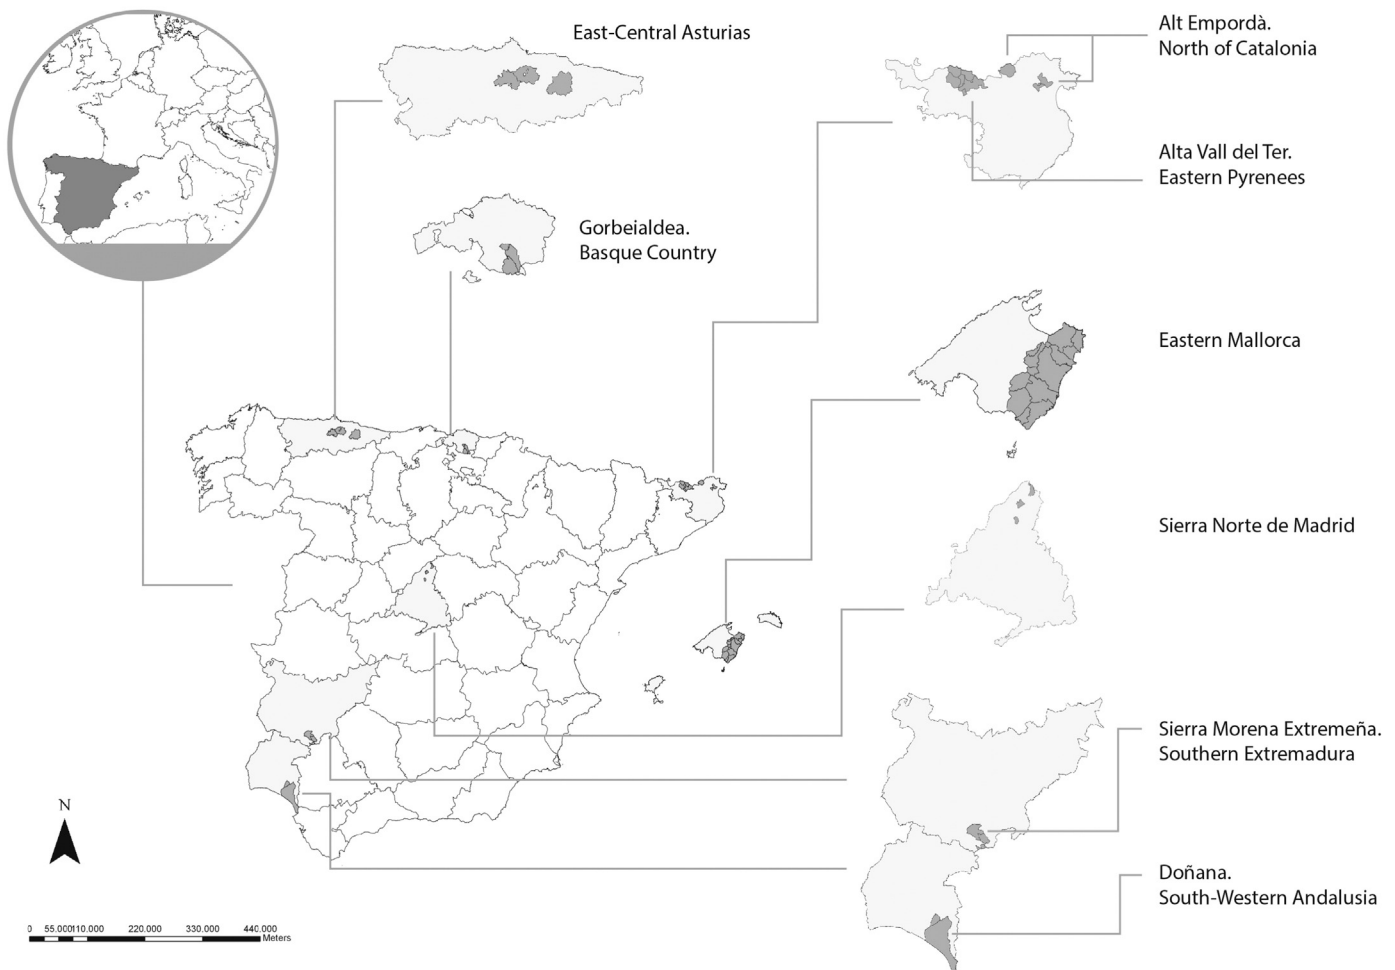 East-Central Asturias
Alt Empordà.
North of Catalonia
Alta Vall del Ter.
Eastern Pyrenees
Gorbeialdea.
Basque Country
Eastern Mallorca
Sierra Norte de Madrid
Sierra Morena Extremeña.
Southern Extremadura
Doñana.
South-Western Andalusia
N
0 55.000110.000 220.000 330.000 440.000
Meters